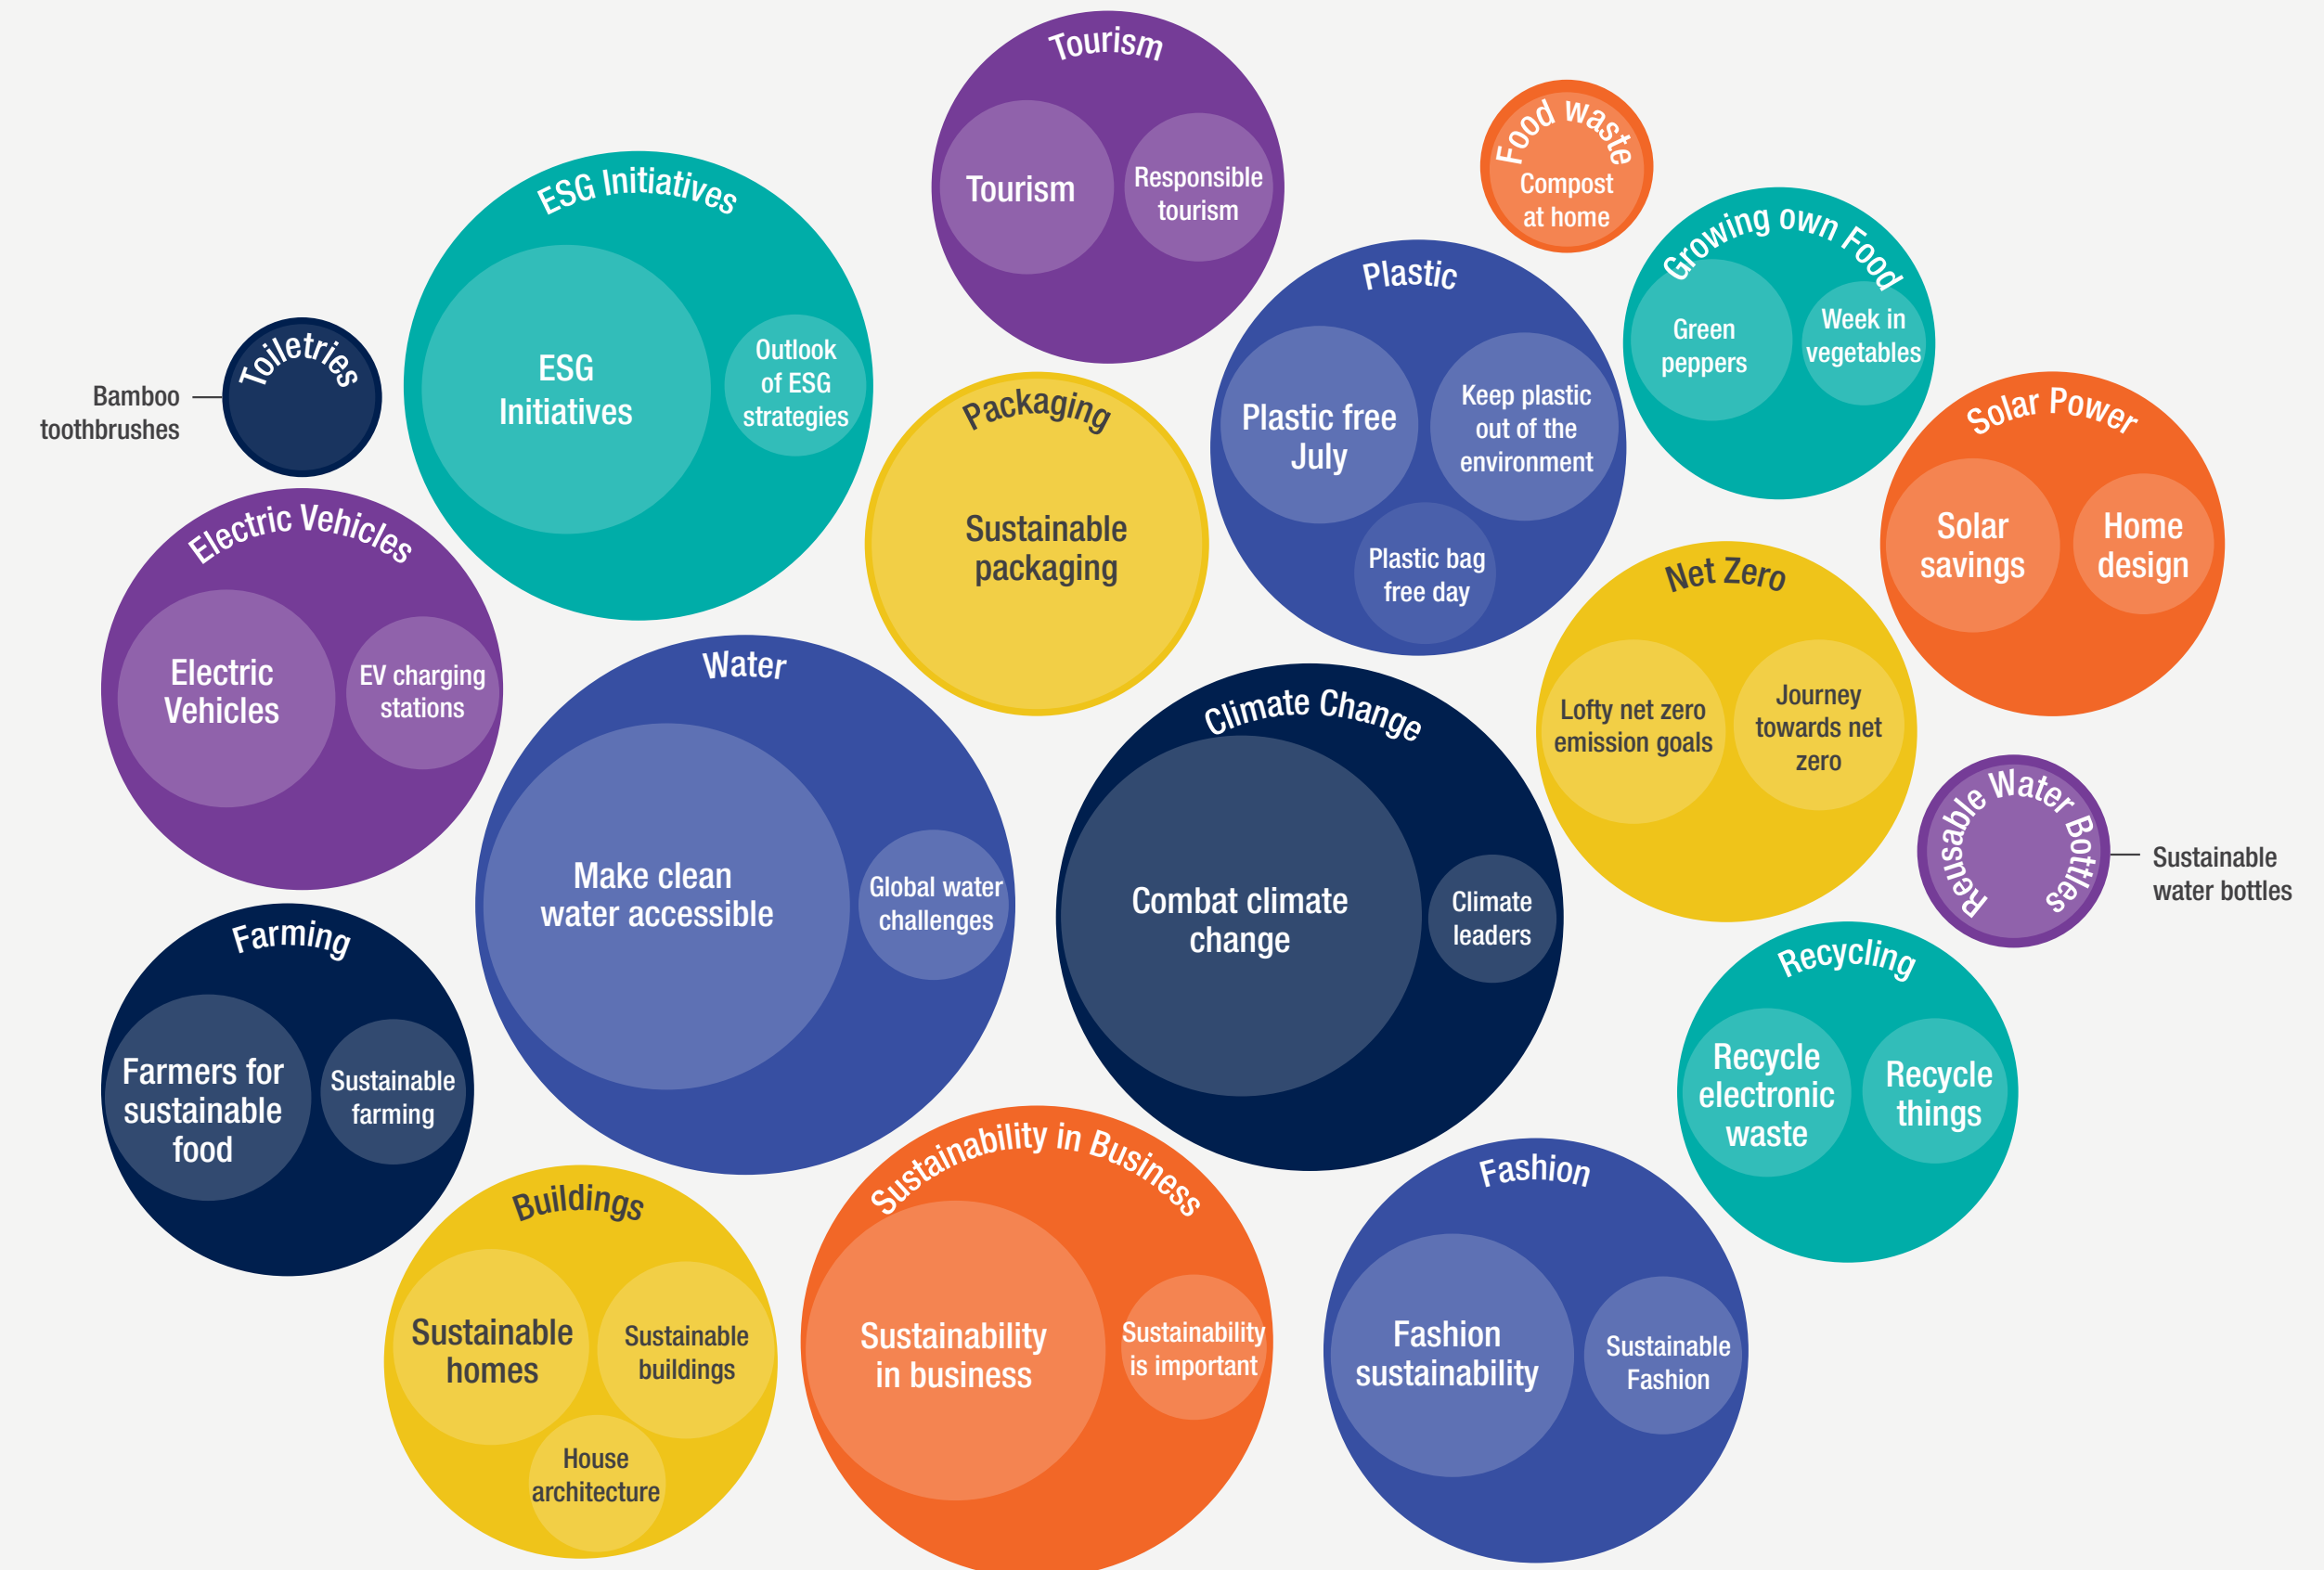 Tourism
Tourism
Responsible
tourism
Food waste
Compost
at home
ESG Initiatives
ESG
Initiatives
Outlook
of ESG
strategies
Plastic
Plastic free
July
Keep plastic
out of the
environment
Plastic bag
free day
Growing own Food
Green
peppers
Week in
vegetables
Toiletries
Bamboo
toothbrushes
Packaging
Sustainable
packaging
Solar Power
Solar
savings
Home
design
Electric Vehicles
Electric
Vehicles
EV charging
stations
Net Zero
Lofty net zero
emission goals
Journey
towards net
zero
Water
Make clean
water accessible
Global water
challenges
Climate Change
Combat climate
change
Climate
leaders
Reusable Water Bottles
Sustainable
water bottles
Farming
Farmers for
sustainable
food
Sustainable
farming
Recycling
Recycle
electronic
waste
Recycle
things
Buildings
Sustainable
homes
Sustainable
buildings
House
architecture
Sustainability in Business
Sustainability
in business
Sustainability
is important
Fashion
Fashion
sustainability
Sustainable
Fashion